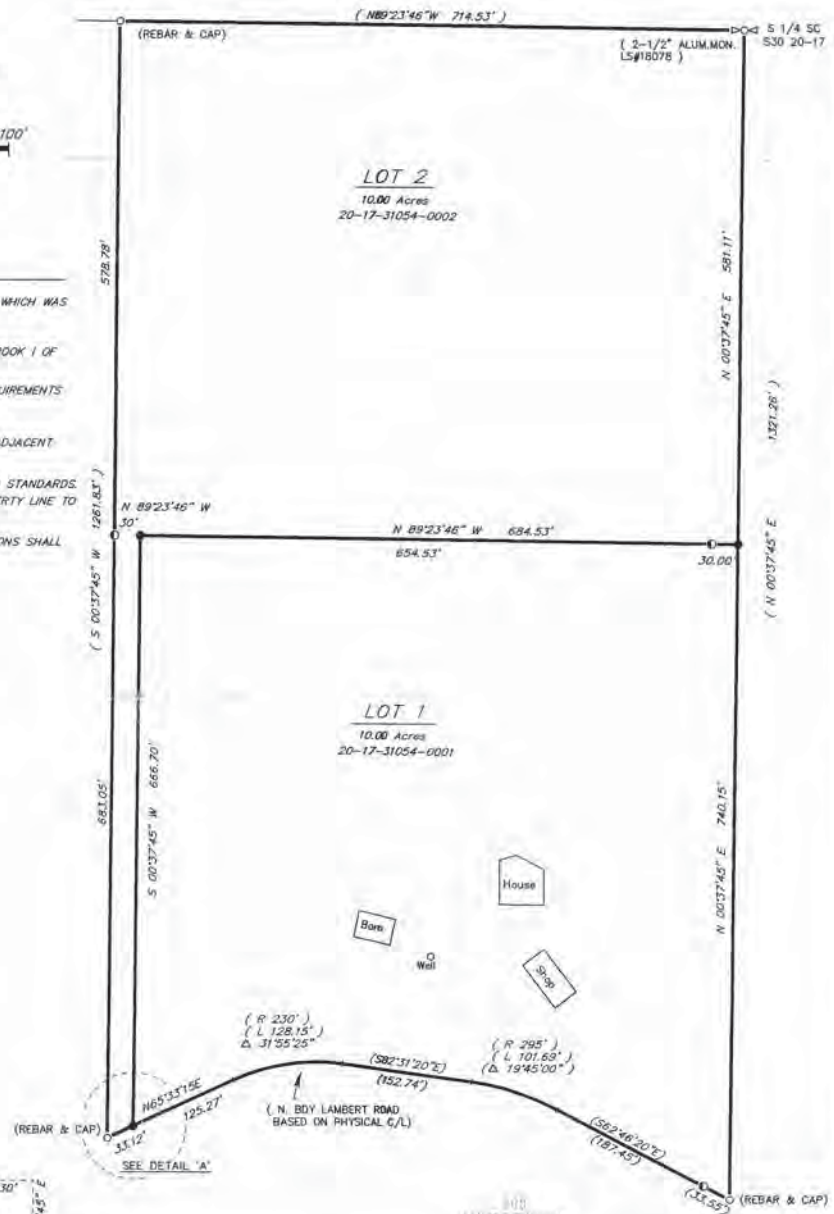 ( N89°23'46"W 714.53' )
(REBAR & CAP)
( 2-1/2" ALUM.MON.
LS#18078 )
S 1/4 SC
S30 20-17
100'
LOT 2
10.00 Acres
20-17-31054-0002
578.78'
N 00°37'45" E 581.11'
WHICH WAS
BOOK 1 OF
ADJACENT
STANDARDS.
ERTY LINE TO
ONS SHALL
( S 00°37'45" W 1261.83' )
( N 00°37'45" E 1321.26' )
N 89°23'46" W
30'
N 89°23'46" W 684.53'
654.53'
30.00
LOT 1
10.00 Acres
20-17-31054-0001
683.05'
S 00°37'45" W 666.70'
N 00°37'45" E 740.15'
House
Barn
Well
Shop
( R 230' )
( L 128.15' )
Δ 31°55'25"
( R 295' )
( L 101.69' )
(Δ 19°45'00" )
(S82°31'20"E)
(152.74')
N65°33'15E
125.27'
( N. BDY LAMBERT ROAD
BASED ON PHYSICAL C/L)
(S62°46'20"E)
(187.45')
(REBAR & CAP)
33.12'
SEE DETAIL 'A'
(33.55')
(REBAR & CAP)
30'
45" E